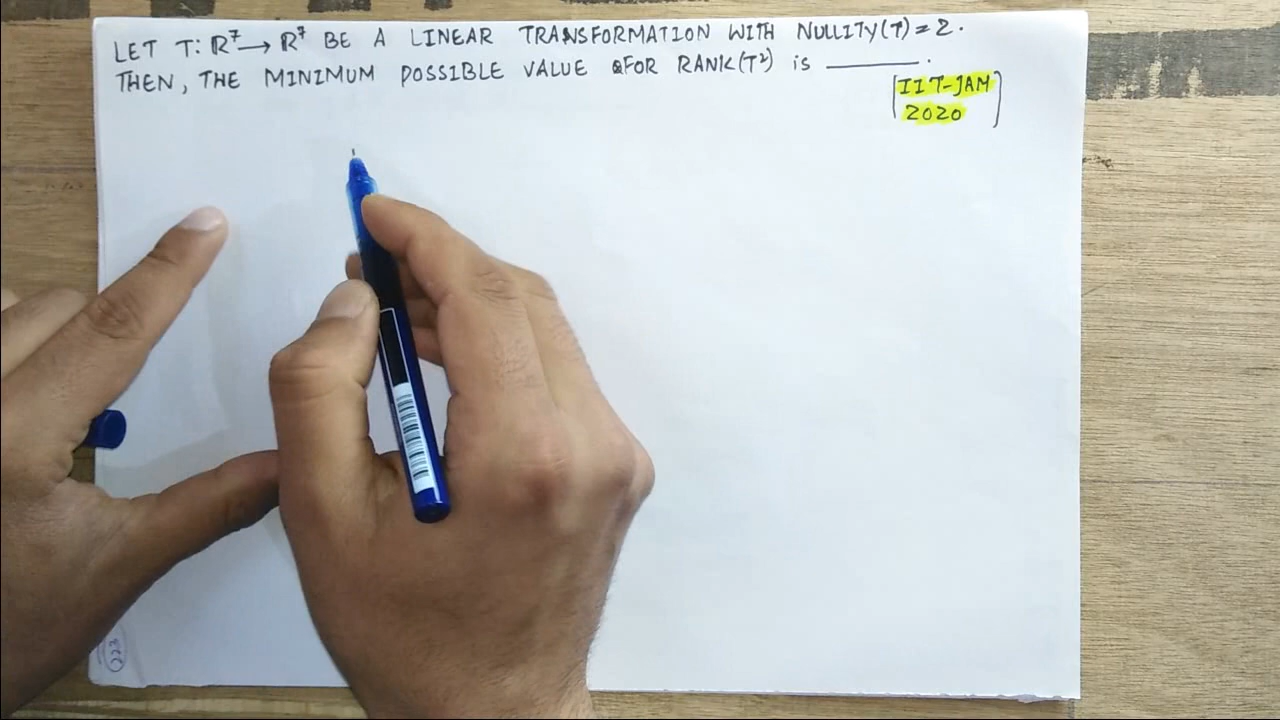 LET T: ℝ⁷ → ℝ⁷ BE A LINEAR TRANSFORMATION WITH NULLITY(T) = 2.
THEN, THE MINIMUM POSSIBLE VALUE FOR RANK(T²) is ______.
[IIT-JAM
2020]